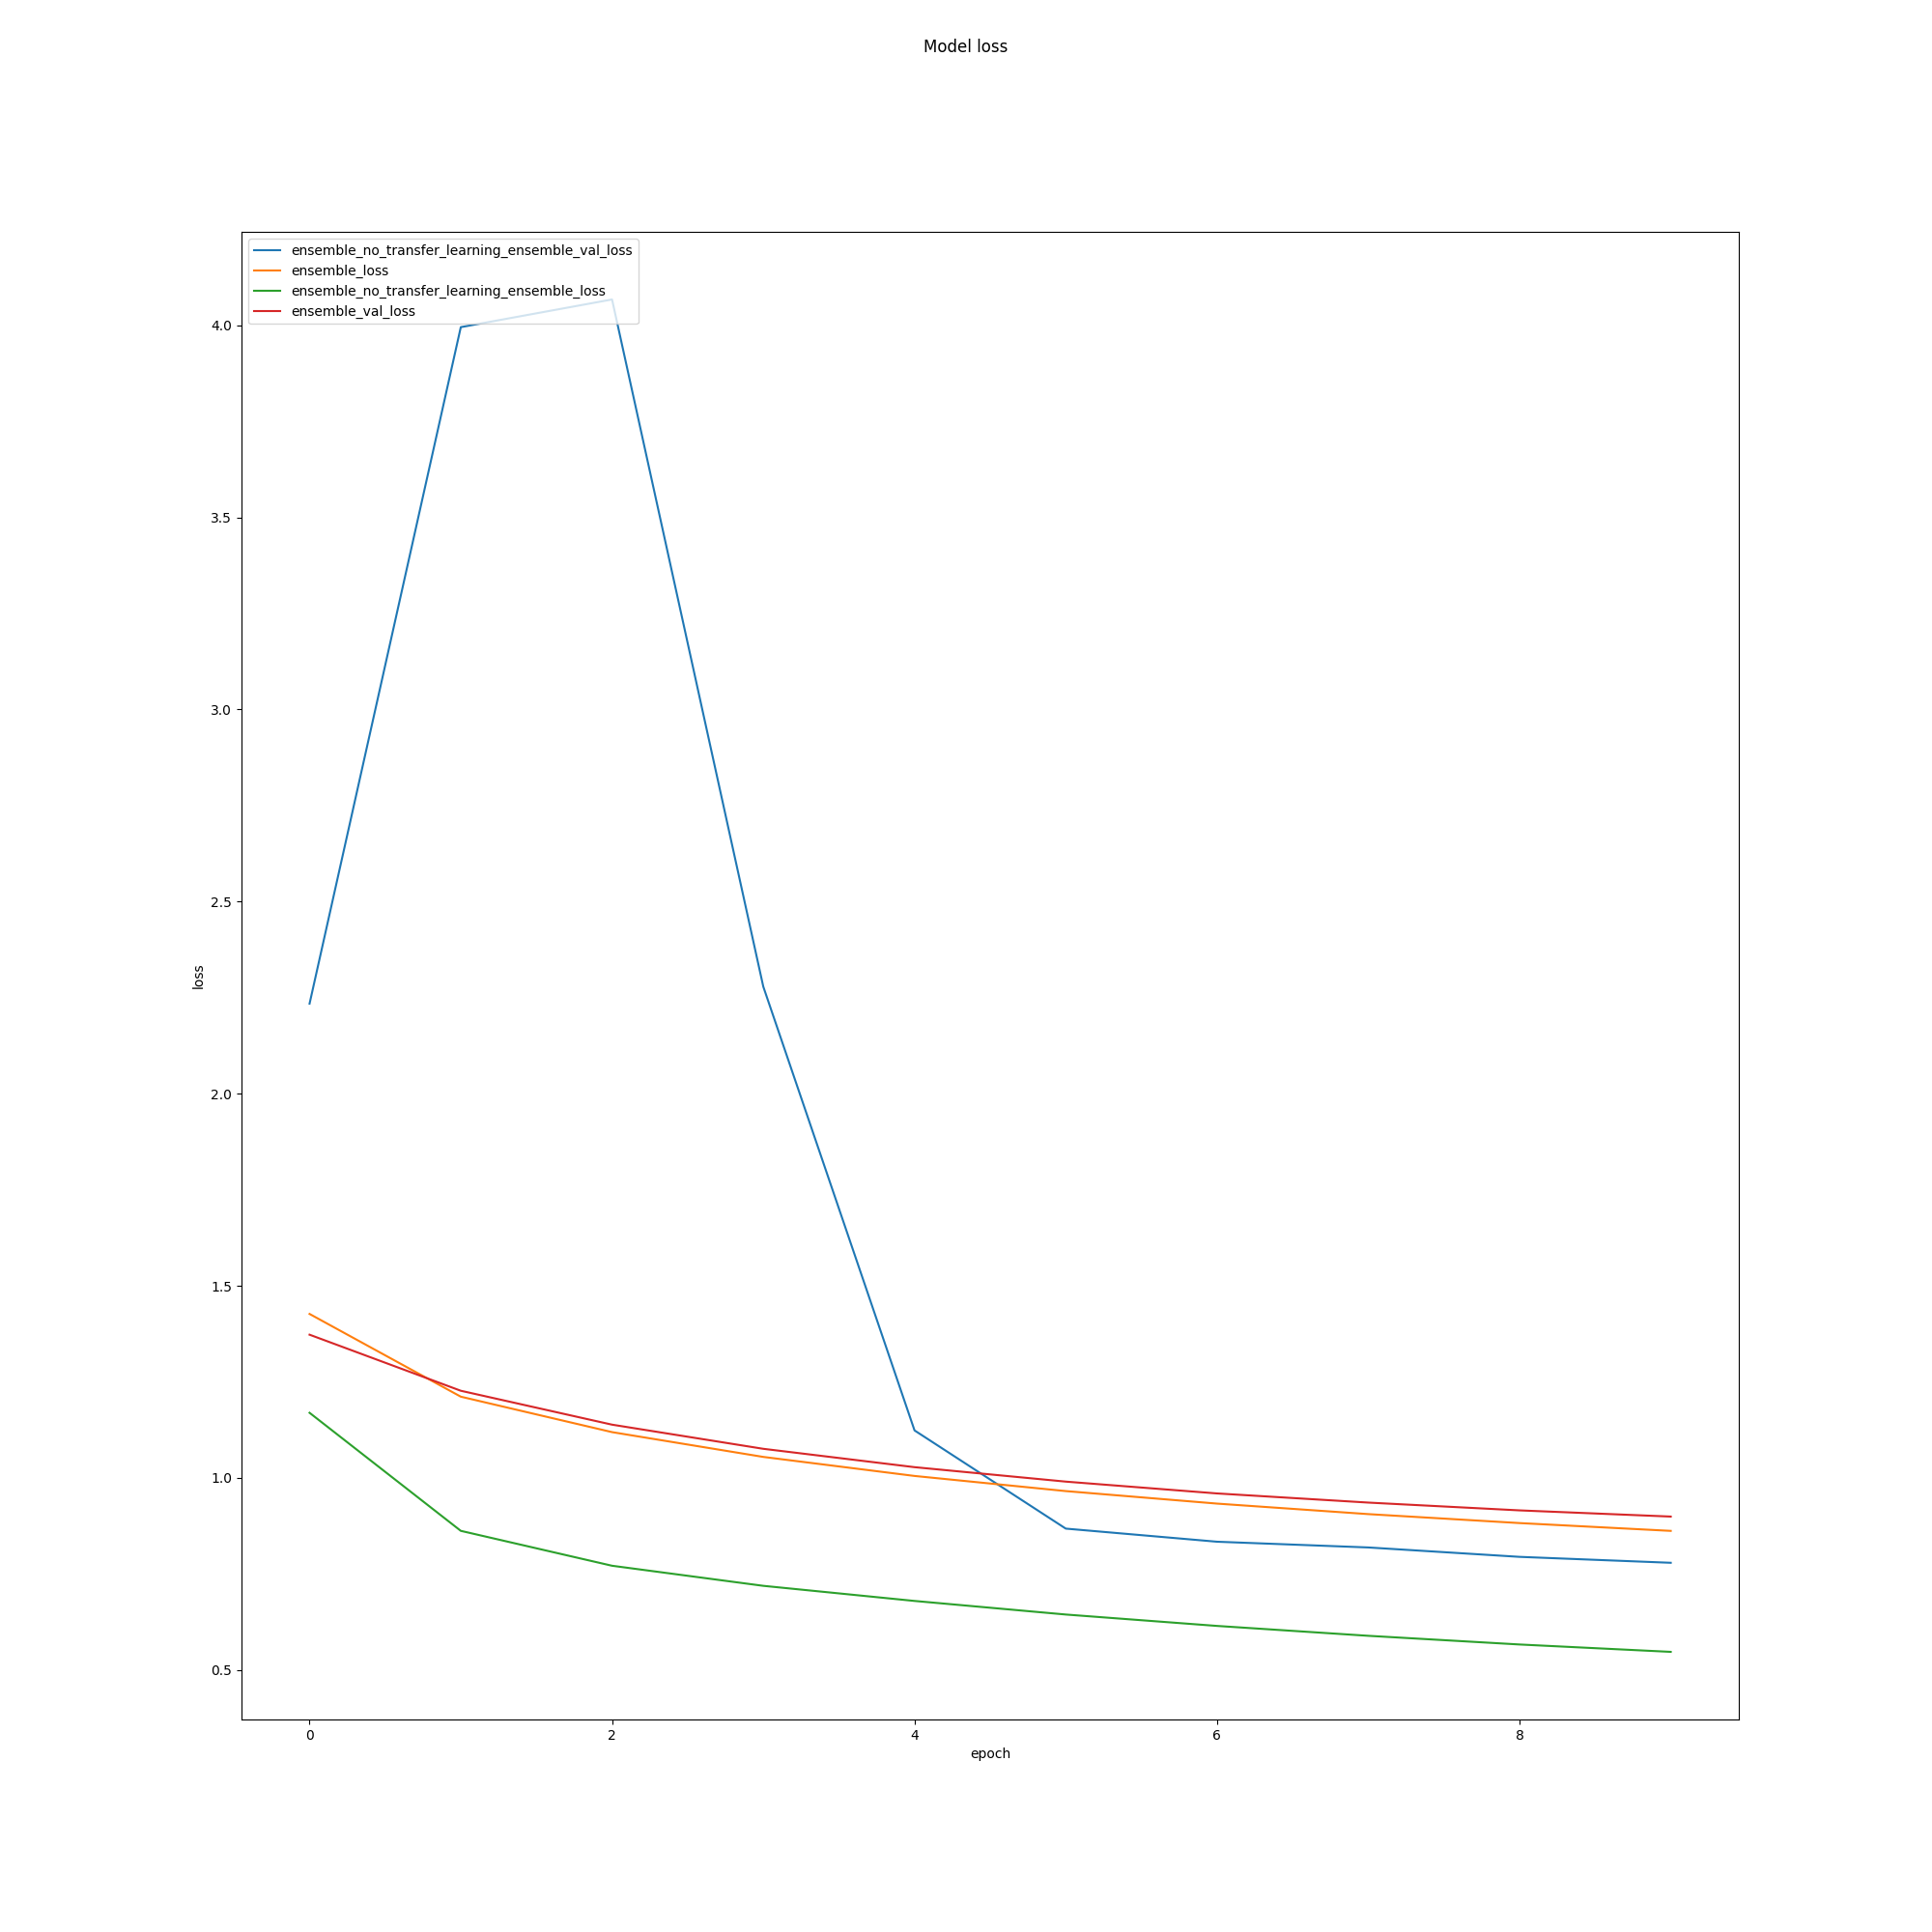 Model loss
ensemble_no_transfer_learning_ensemble_val_loss
ensemble_loss
ensemble_no_transfer_learning_ensemble_loss
ensemble_val_loss
4.0
3.5
3.0
2.5
2.0
1.5
1.0
0.5
loss
0 2 4 6 8
epoch